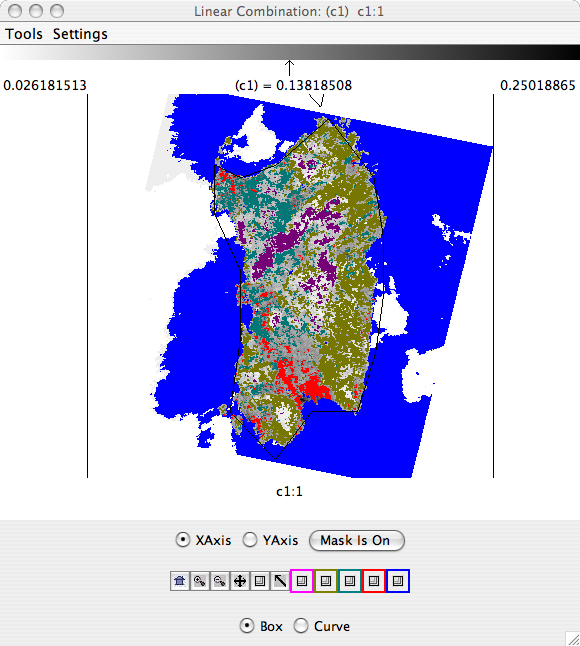 Linear Combination: (c1) c1:1
Tools Settings
0.026181513 (c1) = 0.13818508 0.25018865
c1:1
XAxis YAxis Mask Is On
Box Curve